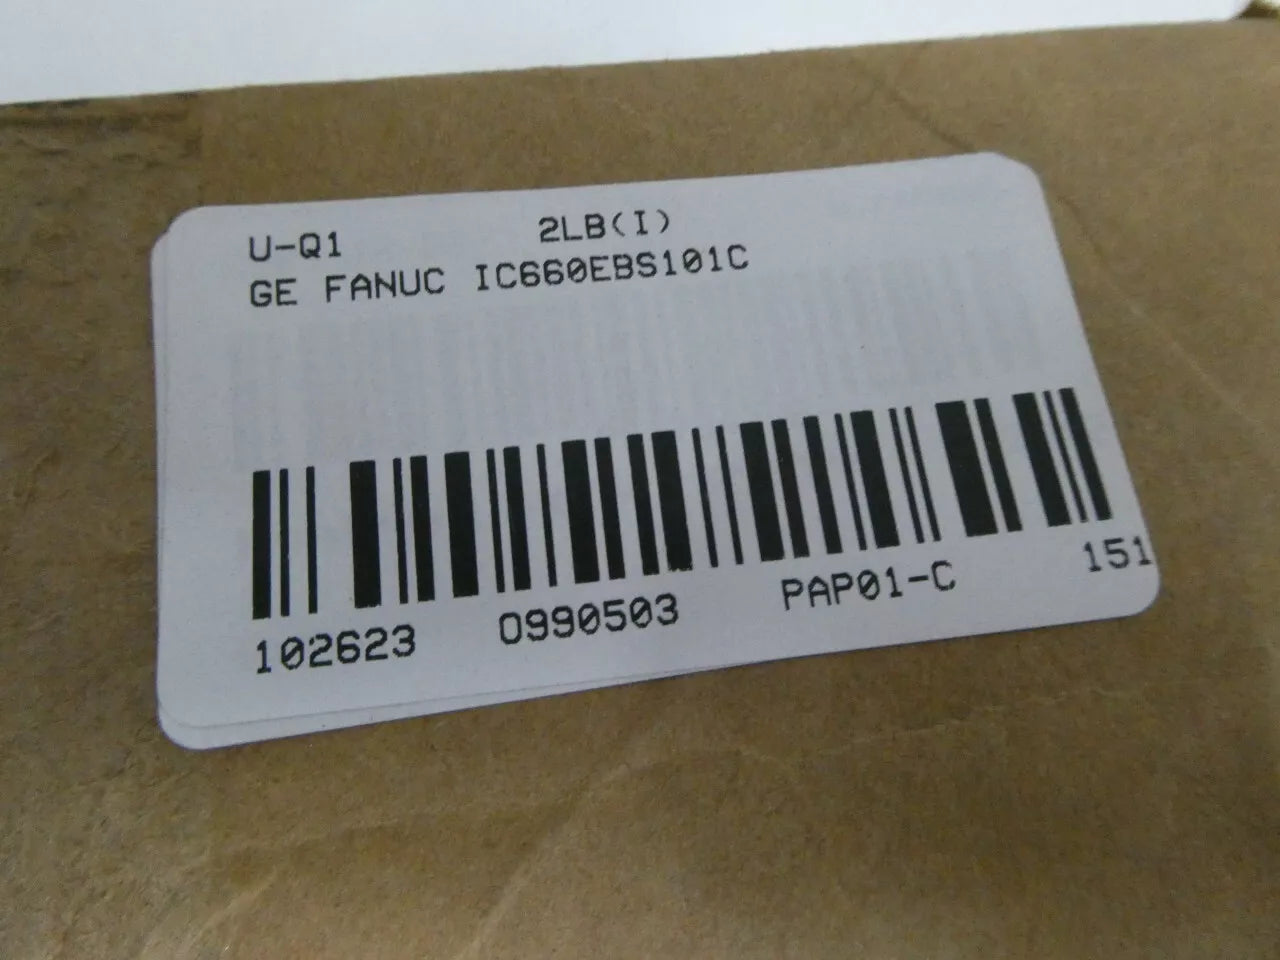 U-Q1 2LB(I)
GE FANUC IC660EBS101C
102623 0990503 PAP01-C 151